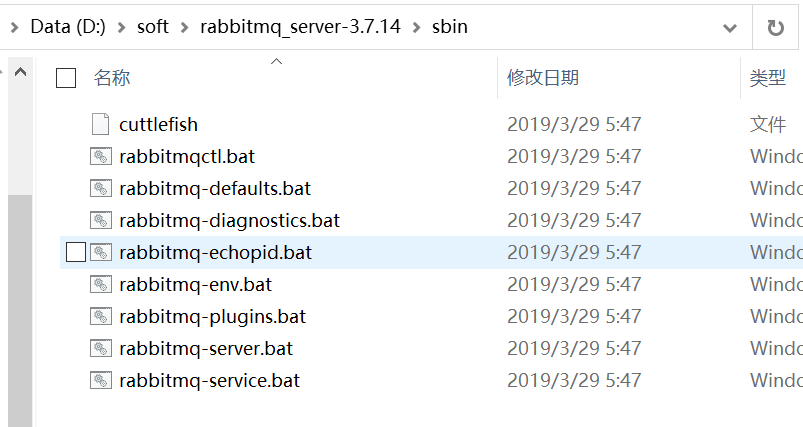 Data (D:) soft rabbitmq_server-3.7.14 sbin
名称 修改日期 类型
cuttlefish 2019/3/29 5:47 文件
rabbitmqctl.bat 2019/3/29 5:47 Windo
rabbitmq-defaults.bat 2019/3/29 5:47 Windo
rabbitmq-diagnostics.bat 2019/3/29 5:47 Windo
rabbitmq-echopid.bat 2019/3/29 5:47 Windo
rabbitmq-env.bat 2019/3/29 5:47 Windo
rabbitmq-plugins.bat 2019/3/29 5:47 Windo
rabbitmq-server.bat 2019/3/29 5:47 Windo
rabbitmq-service.bat 2019/3/29 5:47 Windo